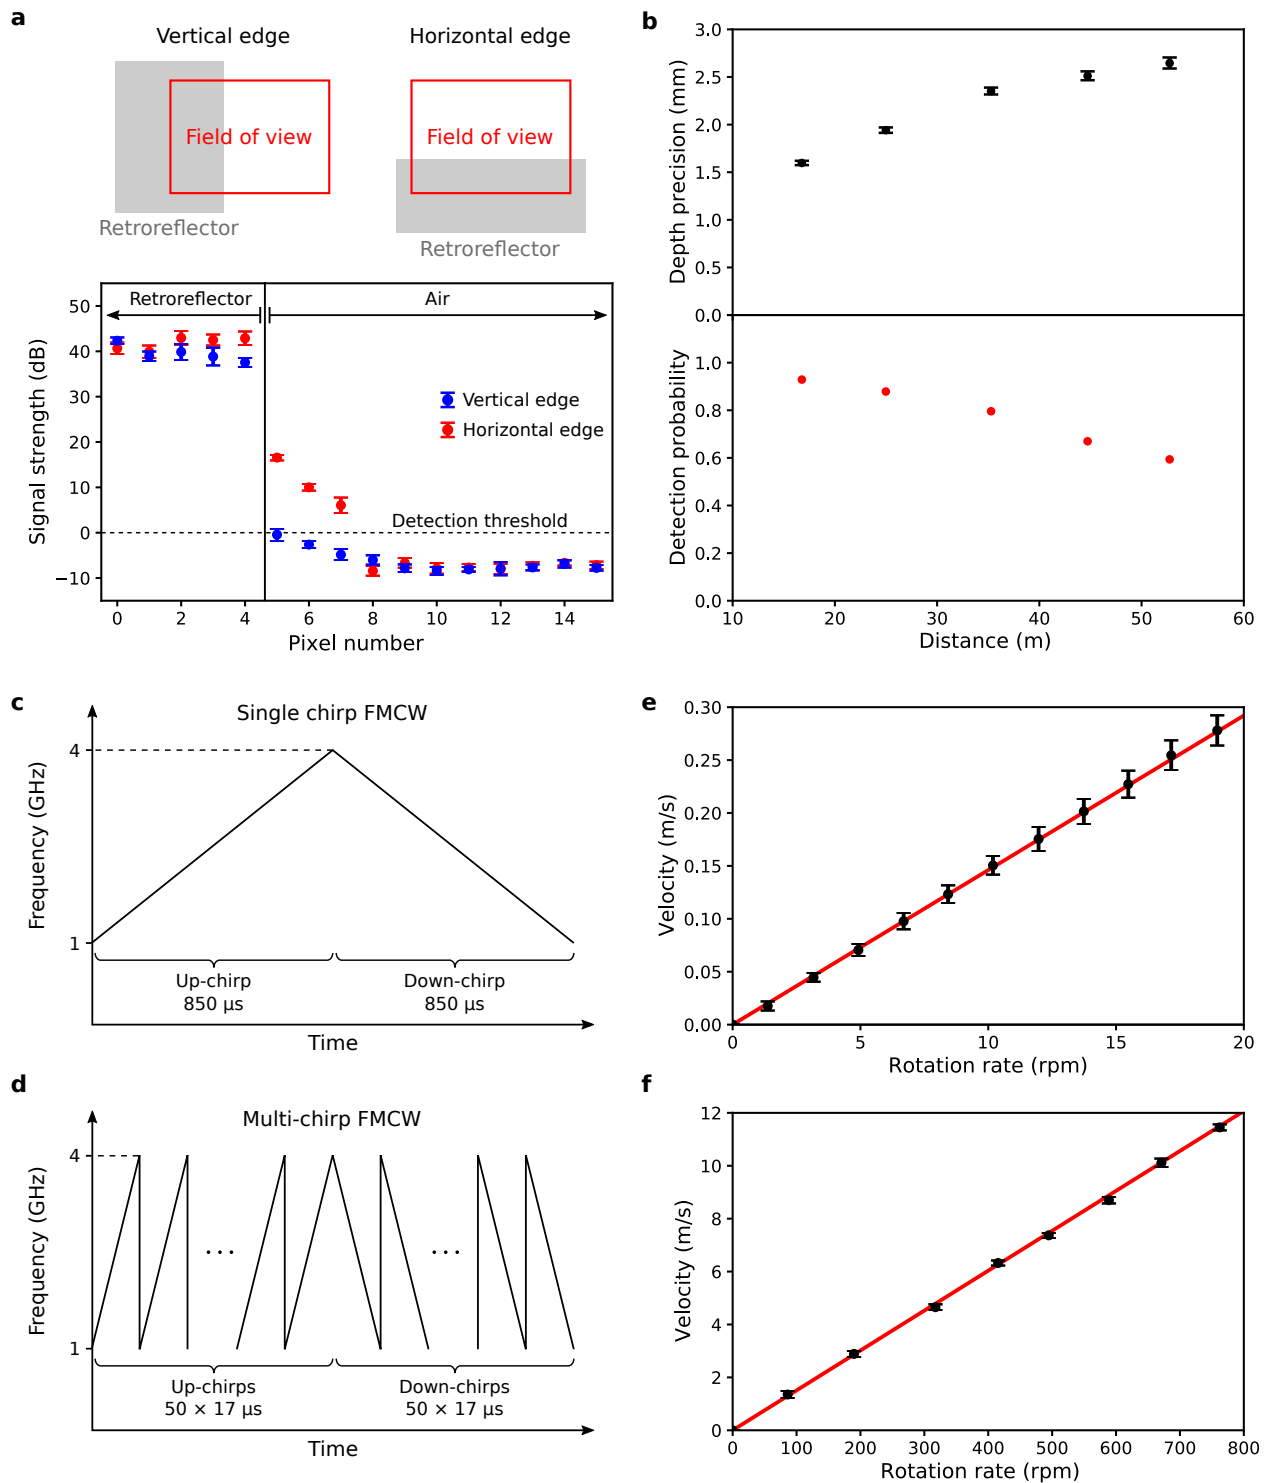 a
Vertical edge
Horizontal edge
Field of view
Field of view
Retroreflector
Retroreflector
Retroreflector
Air
Vertical edge
Horizontal edge
Detection threshold
50
40
30
20
10
0
−10
Signal strength (dB)
0 2 4 6 8 10 12 14
Pixel number
b
3.0
2.5
2.0
1.5
1.0
0.5
0.0
Depth precision (mm)
1.0
0.8
0.6
0.4
0.2
0.0
Detection probability
10 20 30 40 50 60
Distance (m)
c
Single chirp FMCW
4
1
Frequency (GHz)
Up-chirp
850 μs
Down-chirp
850 μs
Time
d
Multi-chirp FMCW
4
1
Frequency (GHz)
...
...
Up-chirps
50 × 17 μs
Down-chirps
50 × 17 μs
Time
e
0.30
0.25
0.20
0.15
0.10
0.05
0.00
Velocity (m/s)
0 5 10 15 20
Rotation rate (rpm)
f
12
10
8
6
4
2
0
Velocity (m/s)
0 100 200 300 400 500 600 700 800
Rotation rate (rpm)